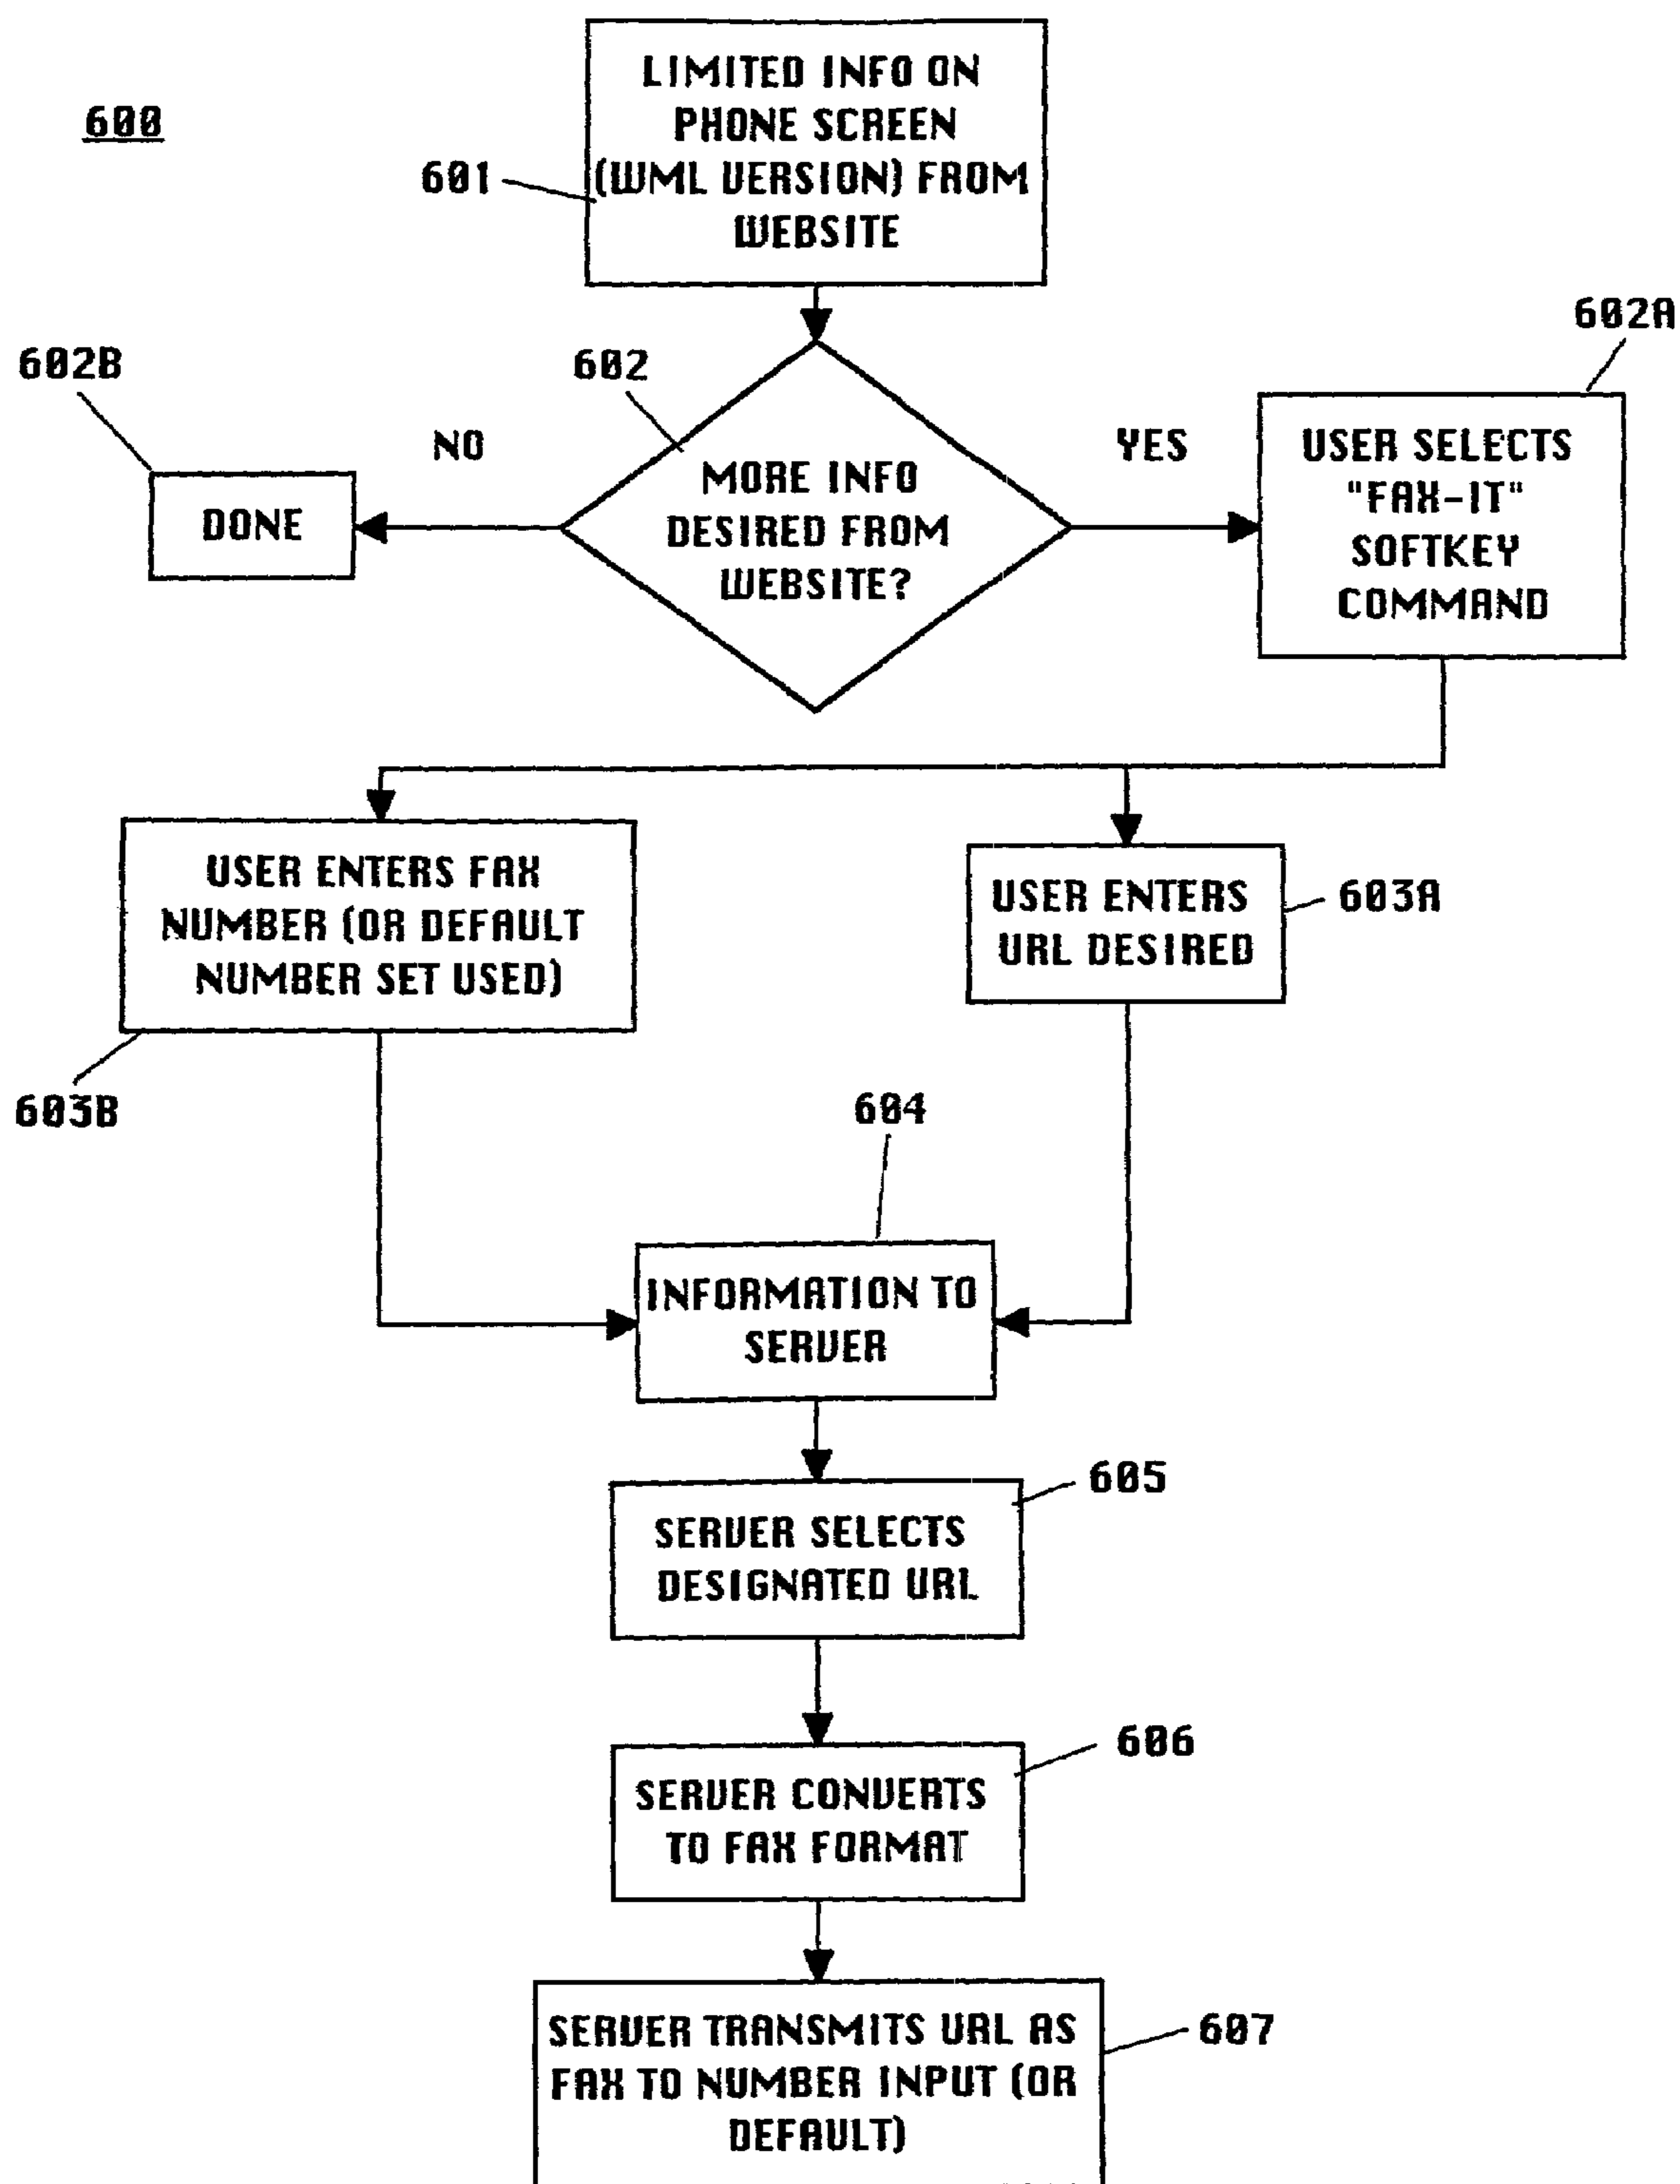 600
LIMITED INFO ON
PHONE SCREEN
(WML VERSION) FROM
WEBSITE
601
602B
602
602A
NO
YES
DONE
MORE INFO
DESIRED FROM
WEBSITE?
USER SELECTS
"FAX-IT"
SOFTKEY
COMMAND
USER ENTERS FAX
NUMBER (OR DEFAULT
NUMBER SET USED)
603B
USER ENTERS
URL DESIRED
603A
604
INFORMATION TO
SERVER
605
SERVER SELECTS
DESIGNATED URL
606
SERVER CONVERTS
TO FAX FORMAT
SERVER TRANSMITS URL AS
FAX TO NUMBER INPUT (OR
DEFAULT)
607